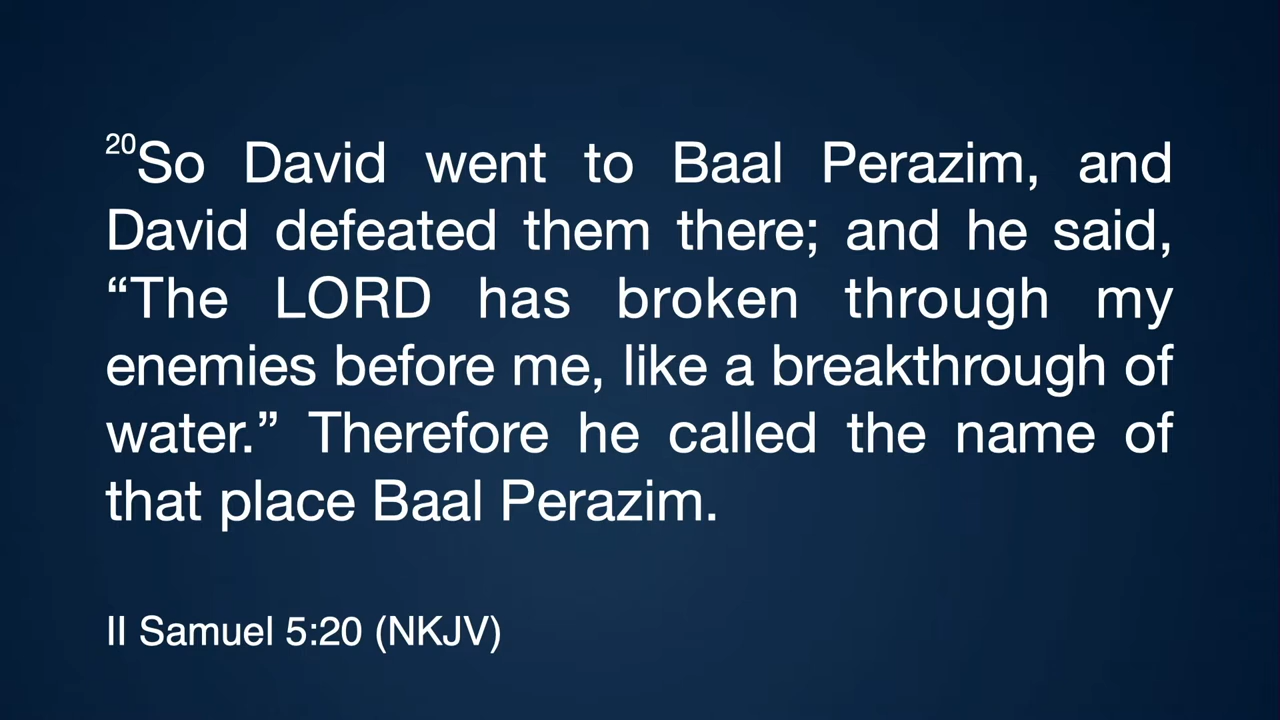 20So David went to Baal Perazim, and
David defeated them there; and he said,
“The LORD has broken through my
enemies before me, like a breakthrough of
water.” Therefore he called the name of
that place Baal Perazim.
II Samuel 5:20 (NKJV)